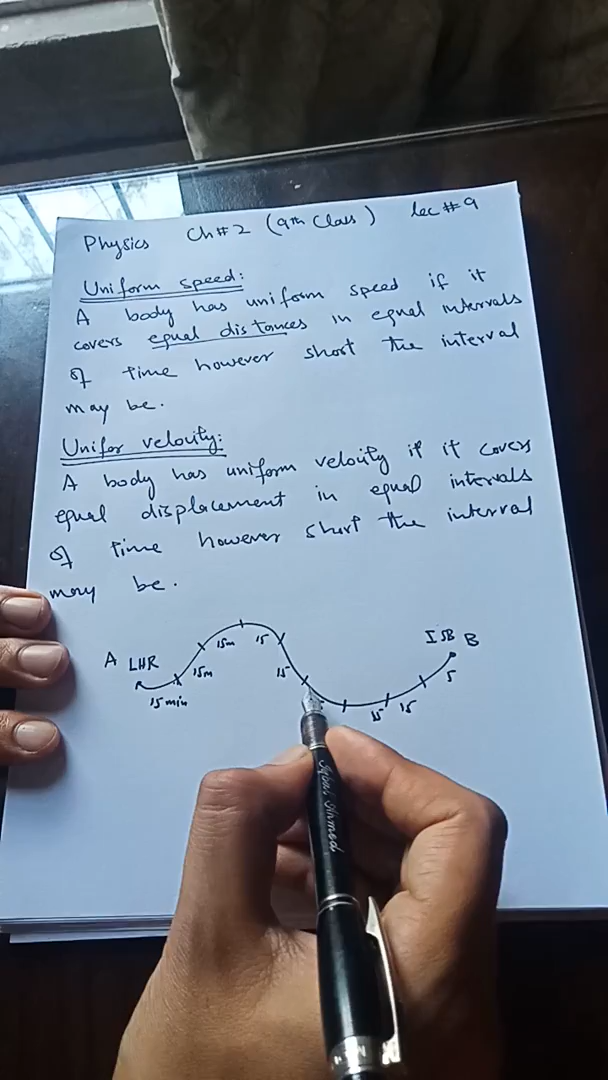 Physics Ch#2 (9th Class) Lec#9
Uniform speed:
A body has uniform speed if it
covers equal distances in equal intervals
of time however short the interval
may be.
Unifor velocity:
A body has uniform velocity if it covers
equal displacement in equal intervals
of time however short the interval
may be.
A LHR
15 min
15m
15m
15
15
15
15
5
ISB B
Ahmed